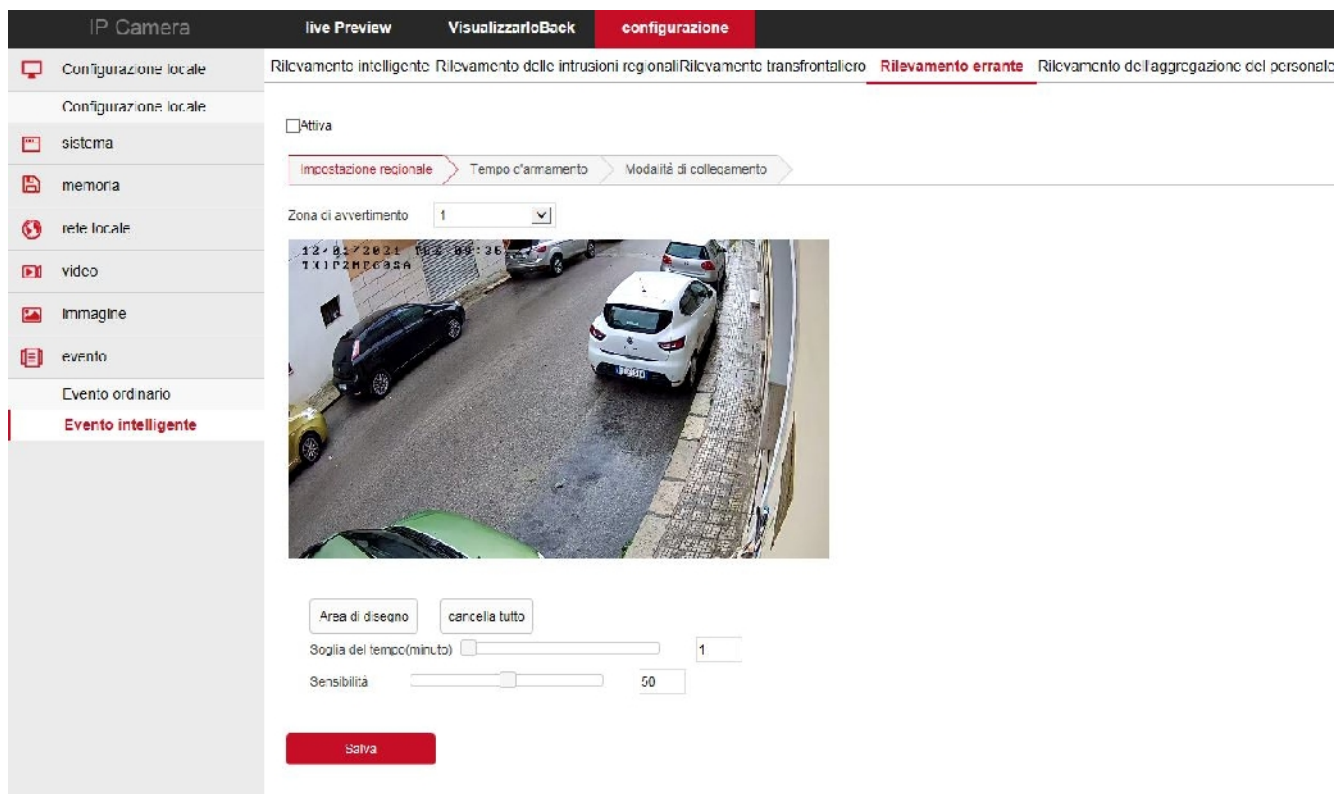 IP Camera
live Preview
VisualizzarloBack
configurazione
Configurazione locale
Configurazione locale
sistema
memoria
rete locale
video
immagine
evento
Evento ordinario
Evento intelligente
Rilevamento intelligente
Rilevamento delle intrusioni regionali
Rilevamento transfrontaliero
Rilevamento errante
Rilevamento dell'aggregazione del personale
Attiva
Impostazione regionale
Tempo d'armamento
Modalità di collegamento
Zona di avvertimento
1
Area di disegno
cancella tutto
Soglia del tempo(minuto)
1
Sensibilità
50
Salva